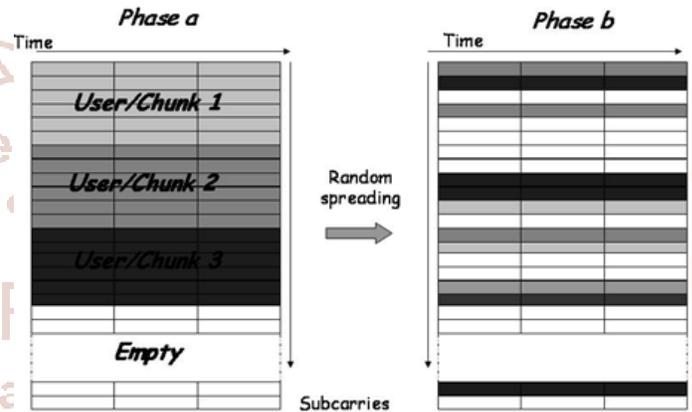 Phase a
Time
User/Chunk 1
User/Chunk 2
User/Chunk 3
Empty
Random
spreading
Subcarries
Phase b
Time